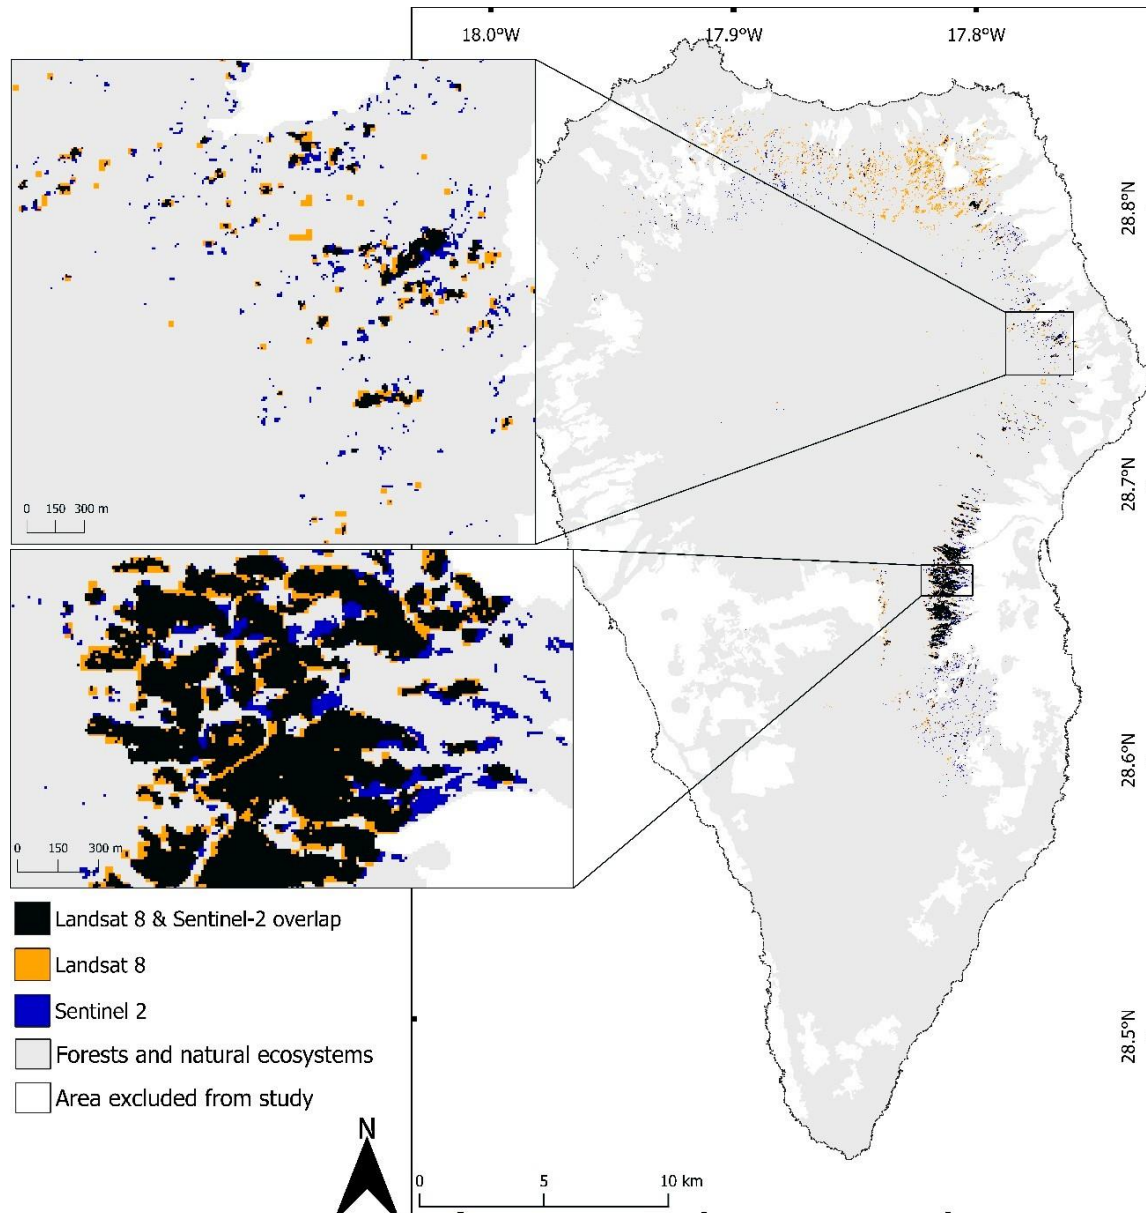 18.0°W 17.9°W 17.8°W
28.8°N
28.7°N
28.6°N
28.5°N
0 150 300 m
0 150 300 m
Landsat 8 & Sentinel-2 overlap
Landsat 8
Sentinel 2
Forests and natural ecosystems
Area excluded from study
N
0 5 10 km